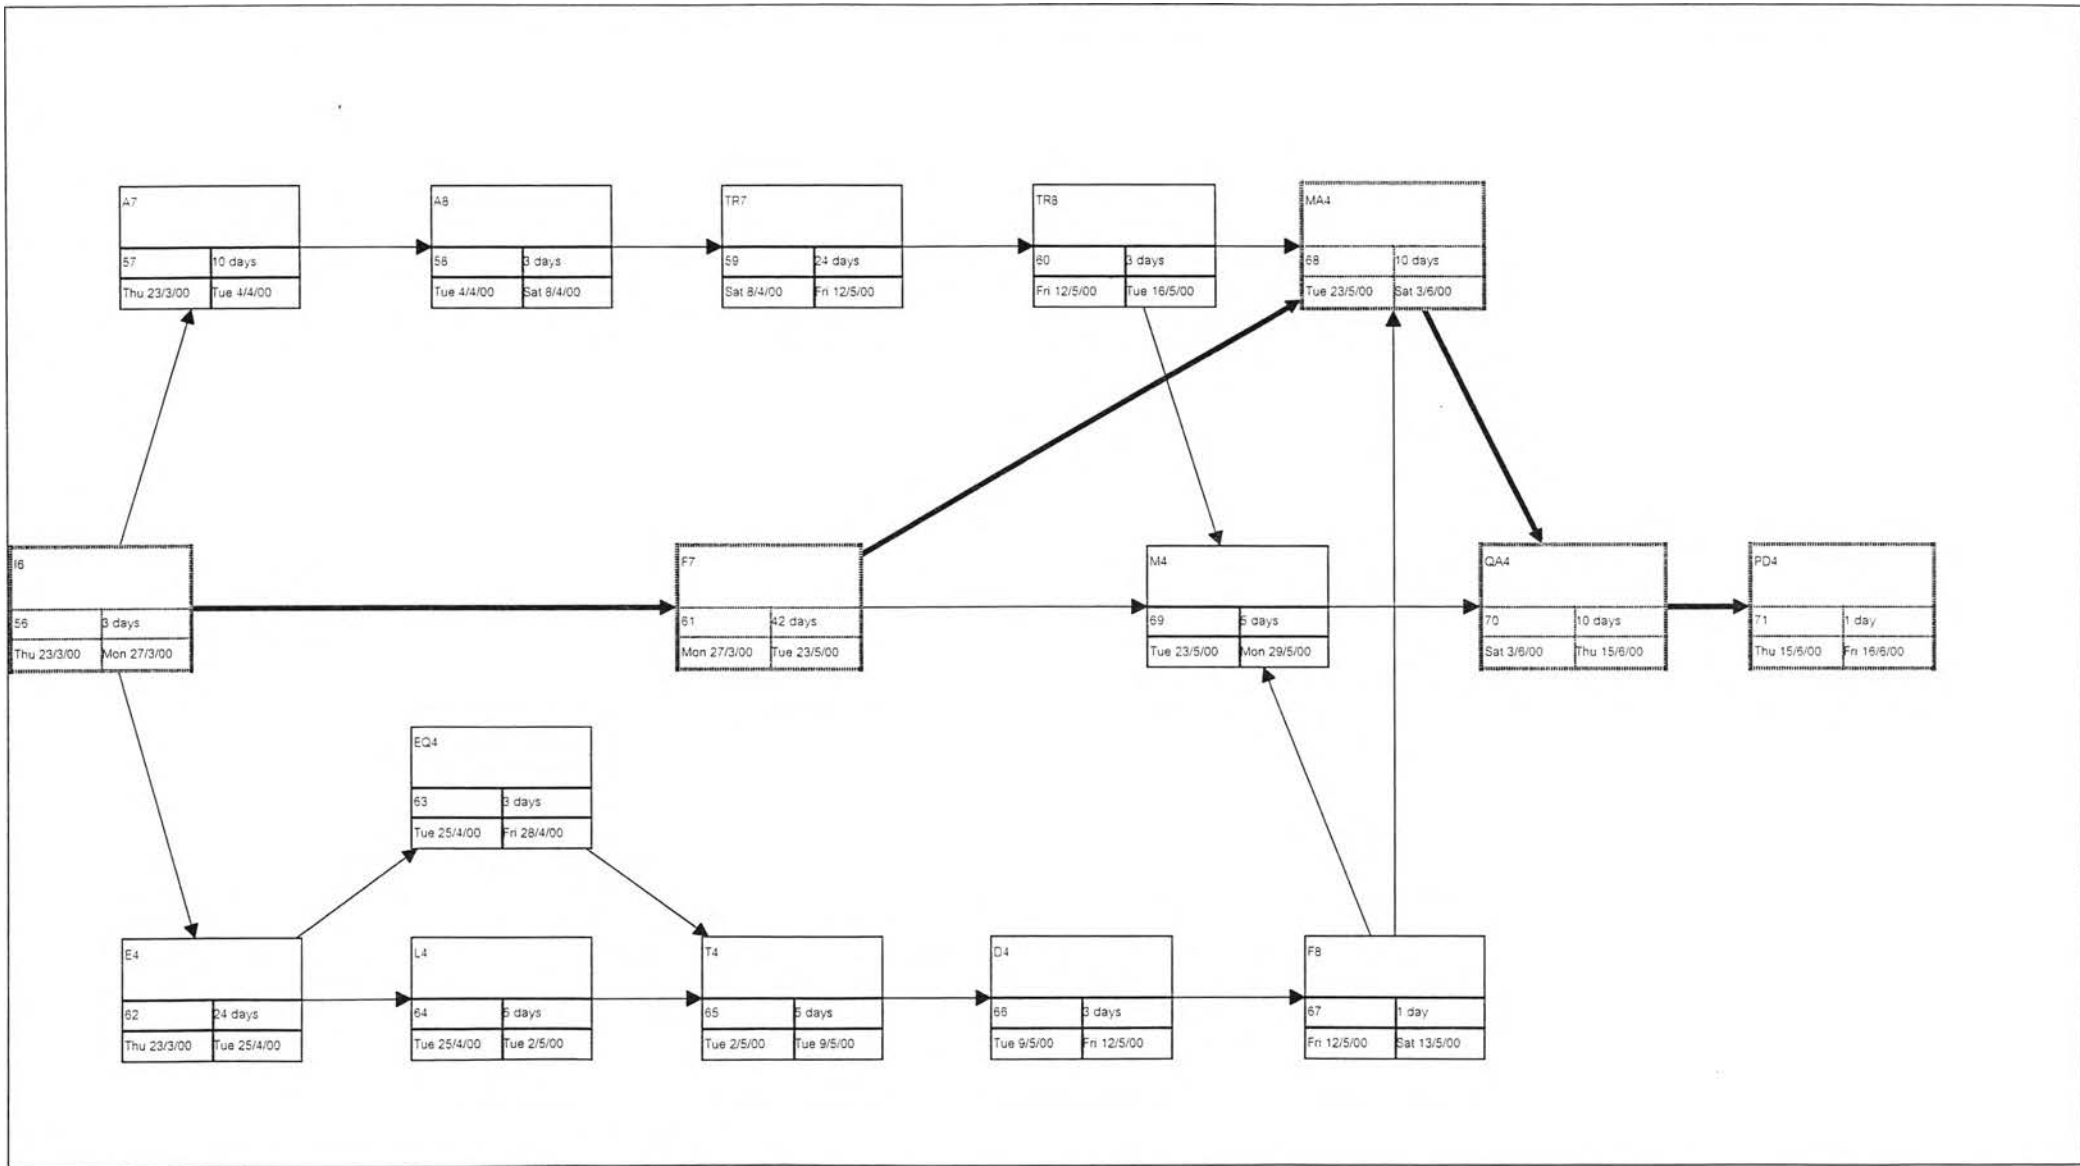 A7
57 10 days
Thu 23/3/00 Tue 4/4/00
A8
58 3 days
Tue 4/4/00 Sat 8/4/00
TR7
59 24 days
Sat 8/4/00 Fri 12/5/00
TR8
60 3 days
Fri 12/5/00 Tue 16/5/00
MA4
68 10 days
Tue 23/5/00 Sat 3/6/00
I6
56 3 days
Thu 23/3/00 Mon 27/3/00
F7
61 42 days
Mon 27/3/00 Tue 23/5/00
M4
69 5 days
Tue 23/5/00 Mon 29/5/00
QA4
70 10 days
Sat 3/6/00 Thu 15/6/00
PD4
71 1 day
Thu 15/6/00 Fri 16/6/00
EQ4
63 3 days
Tue 25/4/00 Fri 28/4/00
E4
62 24 days
Thu 23/3/00 Tue 25/4/00
L4
64 5 days
Tue 25/4/00 Tue 2/5/00
T4
65 5 days
Tue 2/5/00 Tue 9/5/00
D4
66 3 days
Tue 9/5/00 Fri 12/5/00
F8
67 1 day
Fri 12/5/00 Sat 13/5/00